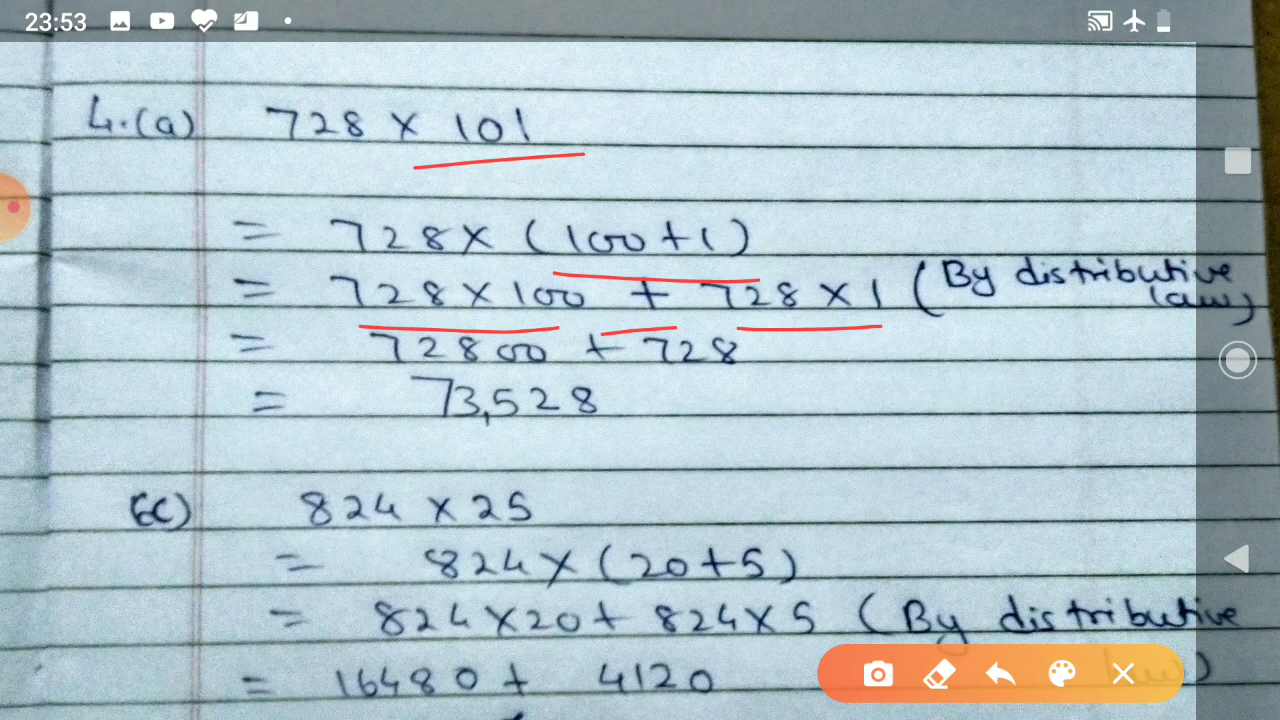 23:53
4.(a) 728 × 101
= 728 × (100+1)
= 728 × 100 + 728 × 1 (By distributive law)
= 72800 + 728
= 73,528
(c) 824 × 25
= 824 × (20+5)
= 824×20+ 824×5 (By distributive
= 16480 + 4120